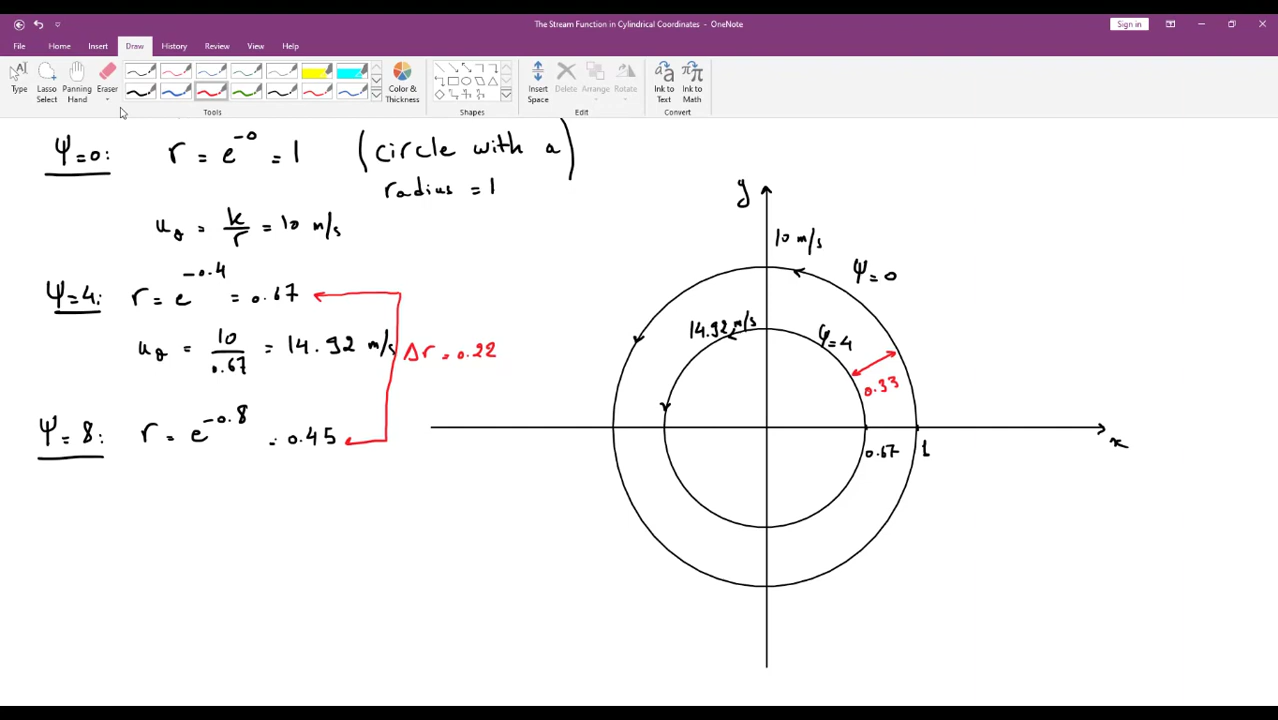 The Stream Function in Cylindrical Coordinates - OneNote
Sign in
File Home Insert Draw History Review View Help
Type Lasso Select Panning Hand Eraser
Color & Thickness
Insert Space Delete Arrange Rotate
Ink to Text Ink to Math
Tools Shapes Edit Convert
Ψ=0: r = e^-0 = 1 (circle with a
radius = 1)
u_θ = k/r = 10 m/s
Ψ=4: r = e^-0.4 = 0.67
u_θ = 10/0.67 = 14.92 m/s
Δr = 0.22
Ψ=8: r = e^-0.8 = 0.45
y
10 m/s
Ψ=0
14.92 m/s
Ψ=4
0.33
0.67 1
x